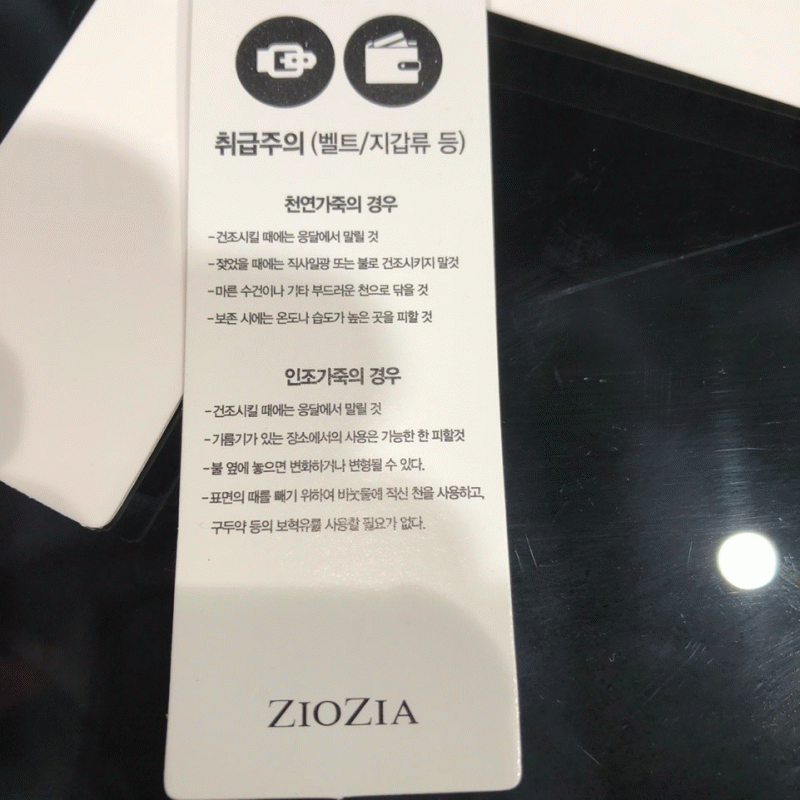 취급주의 (벨트/지갑류 등)
천연가죽의 경우
-건조시킬 때에는 응달에서 말릴 것
-젖었을 때에는 직사일광 또는 불로 건조시키지 말것
-마른 수건이나 기타 부드러운 천으로 닦을 것
-보존 시에는 온도나 습도가 높은 곳을 피할 것
인조가죽의 경우
-건조시킬 때에는 응달에서 말릴 것
-기름기가 있는 장소에서의 사용은 가능한 한 피할것
-불 옆에 놓으면 변화하거나 변형될 수 있다.
-표면의 때를 빼기 위하여 비눗물에 적신 천을 사용하고,
구두약 등의 보혁유를 사용할 필요가 없다.
ZIOZIA